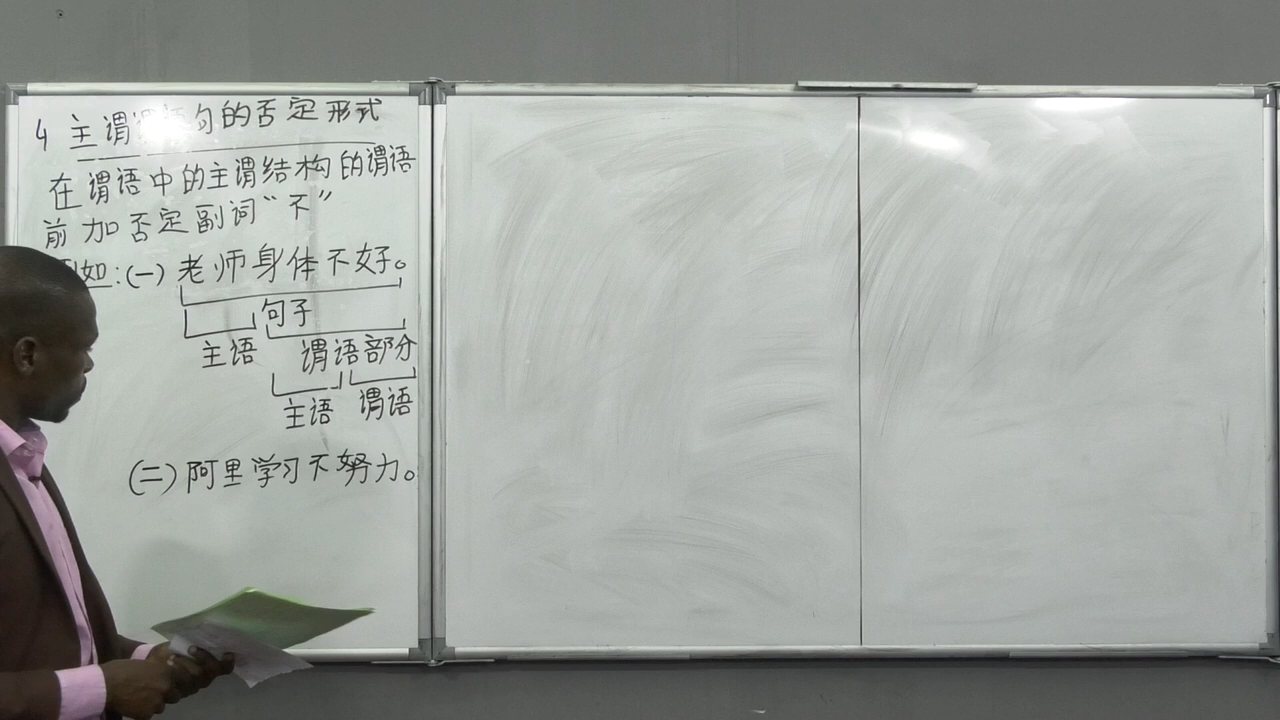 4 主谓谓语句的否定形式
在谓语中的主谓结构的谓语
前加否定副词“不”
例如:(一) 老师身体不好。
句子
主语 谓语部分
主语 谓语
(二) 阿里学习不努力。